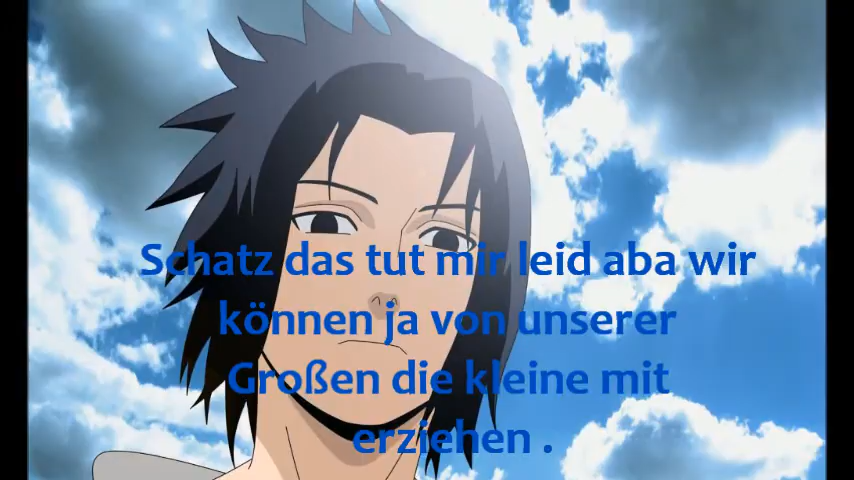 Schatz das tut mir leid aba wir
können ja von unserer
Großen die kleine mit
erziehen .